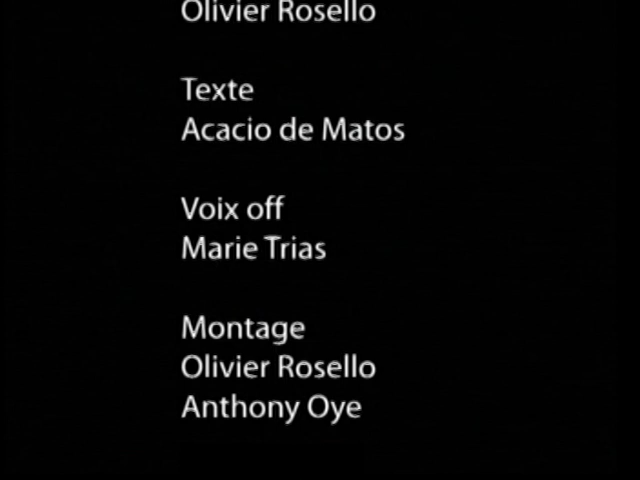 Olivier Rosello
Texte
Acacio de Matos
Voix off
Marie Trias
Montage
Olivier Rosello
Anthony Oye